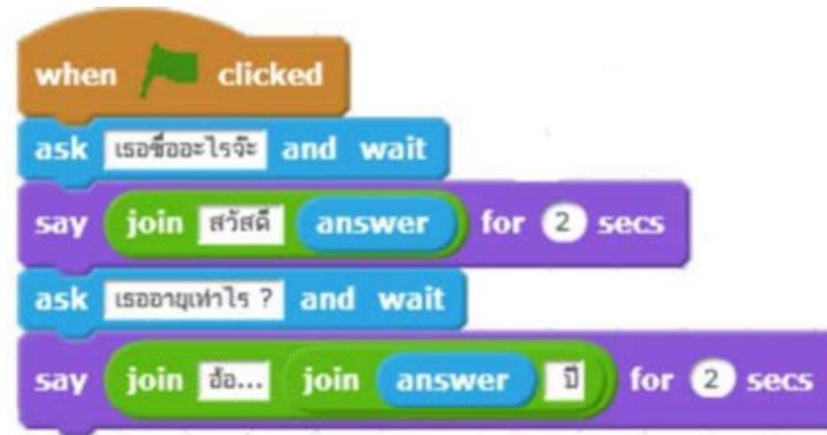 when clicked
ask เธอชื่ออะไรจ๊ะ and wait
say join สวัสดี answer for 2 secs
ask เธออายุเท่าไร ? and wait
say join อ้อ... join answer ปี for 2 secs